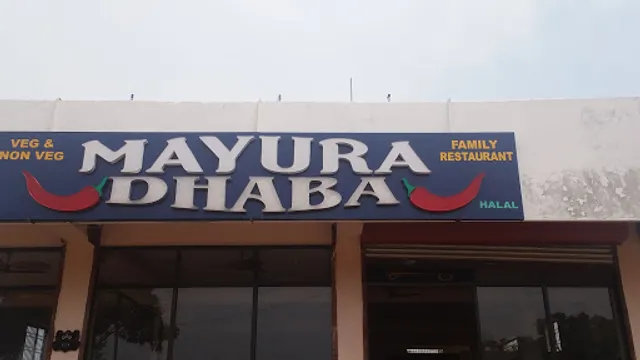 VEG &
NON VEG
MAYURA
DHABA
FAMILY
RESTAURANT
HALAL